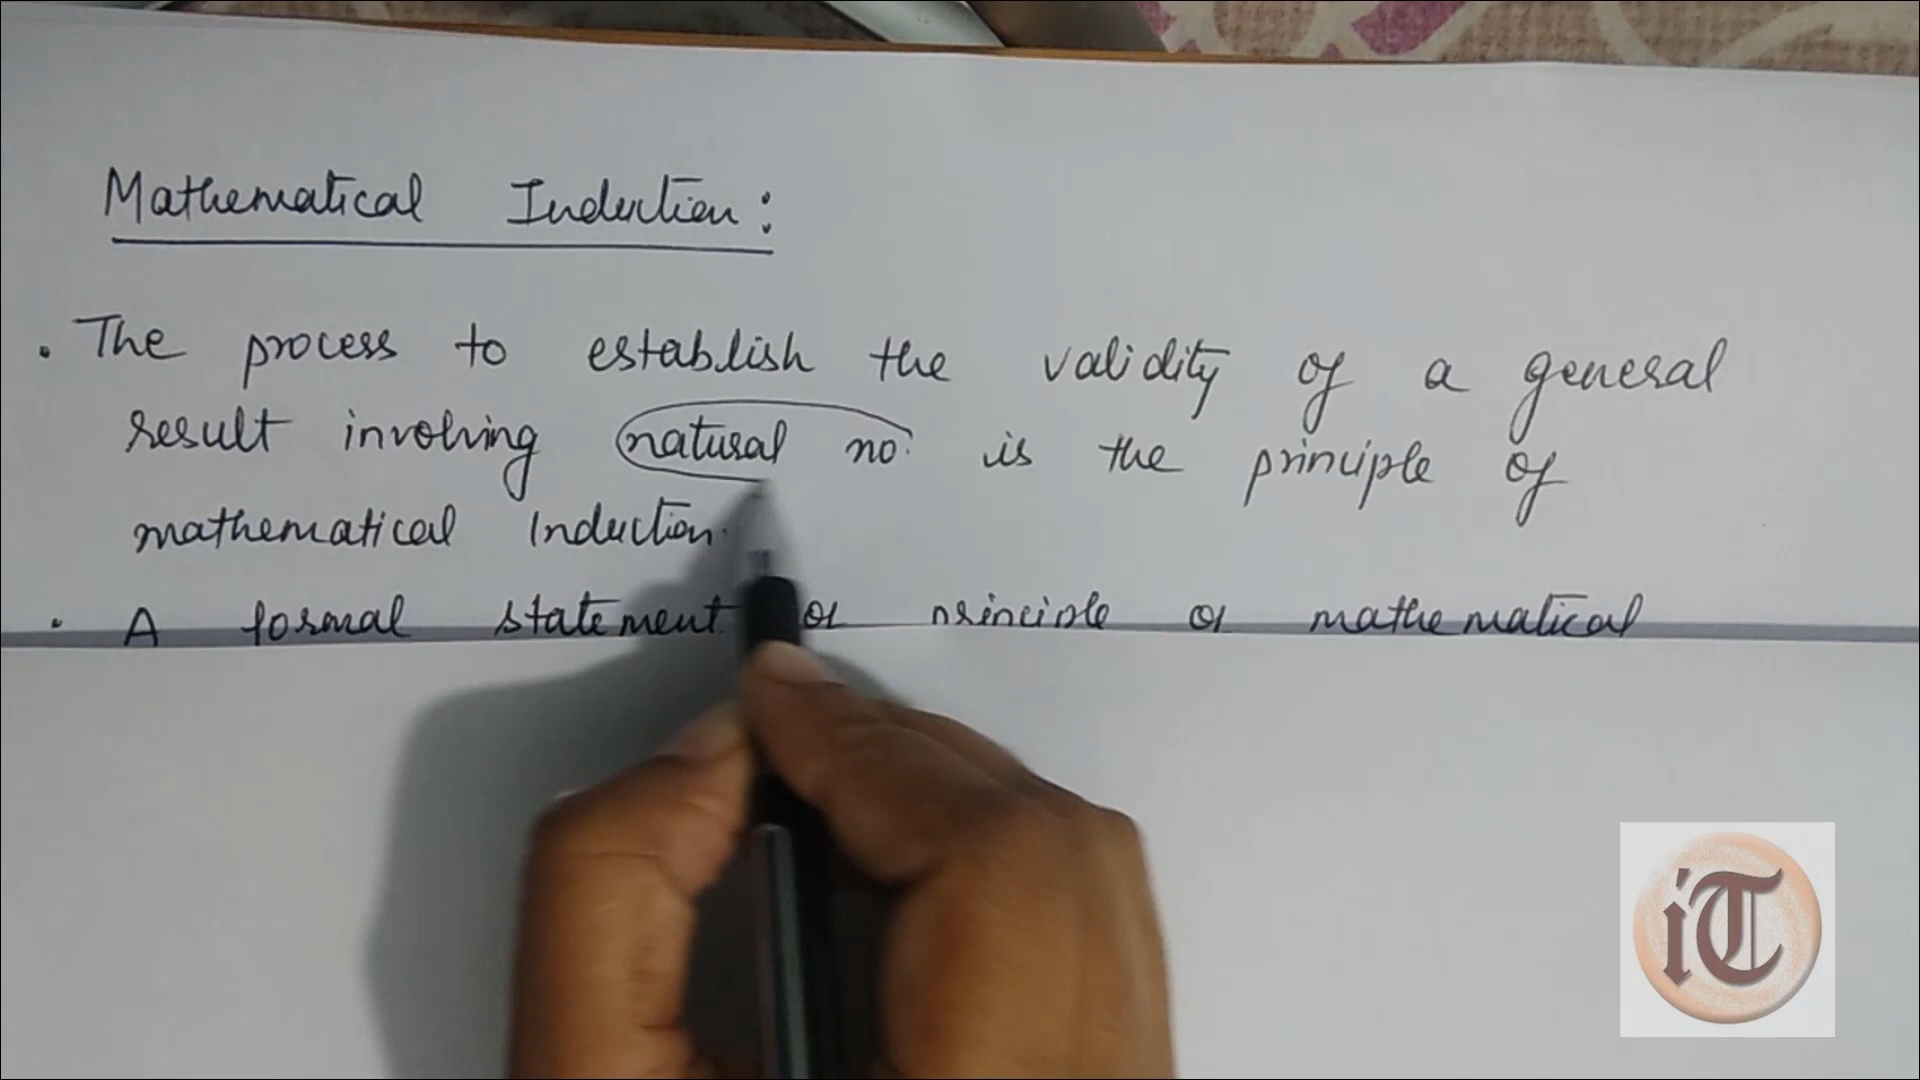 Mathematical Induction:
. The process to establish the validity of a general
result involving natural no. is the principle of
mathematical Induction.
. A formal statement of principle of mathematical
iT